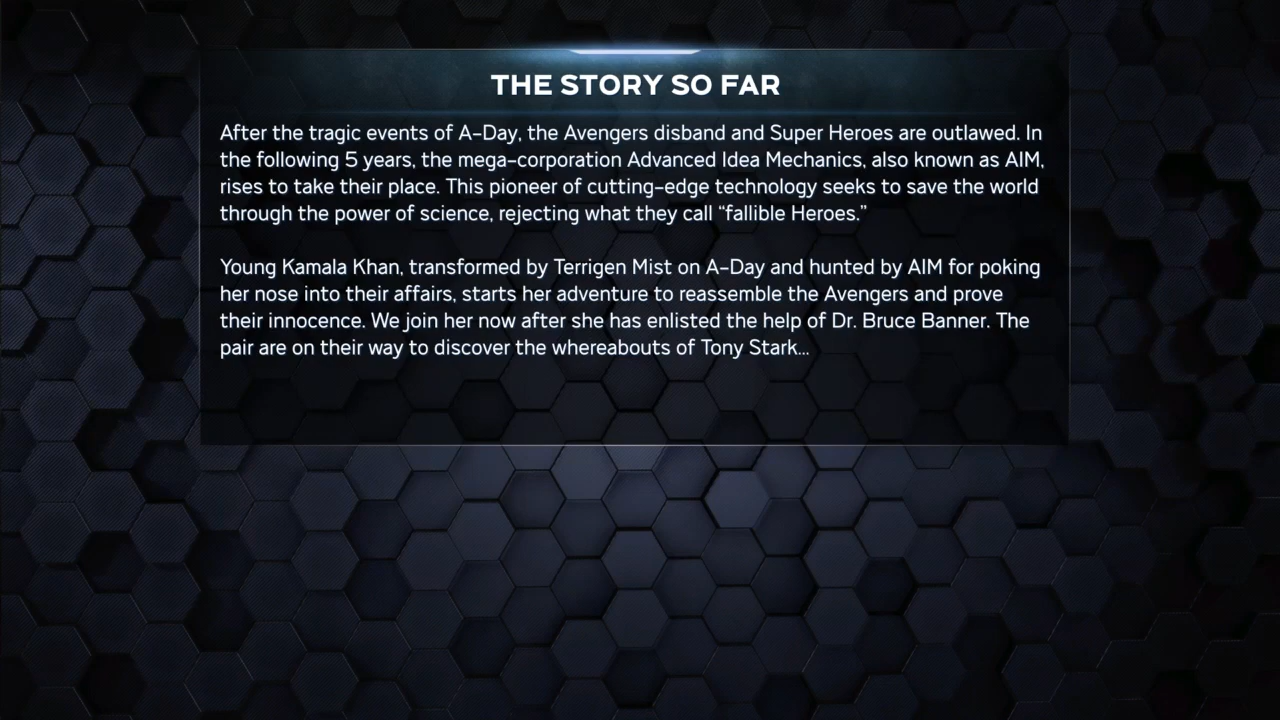 THE STORY SO FAR
After the tragic events of A-Day, the Avengers disband and Super Heroes are outlawed. In
the following 5 years, the mega-corporation Advanced Idea Mechanics, also known as AIM,
rises to take their place. This pioneer of cutting-edge technology seeks to save the world
through the power of science, rejecting what they call “fallible Heroes.”
Young Kamala Khan, transformed by Terrigen Mist on A-Day and hunted by AIM for poking
her nose into their affairs, starts her adventure to reassemble the Avengers and prove
their innocence. We join her now after she has enlisted the help of Dr. Bruce Banner. The
pair are on their way to discover the whereabouts of Tony Stark...